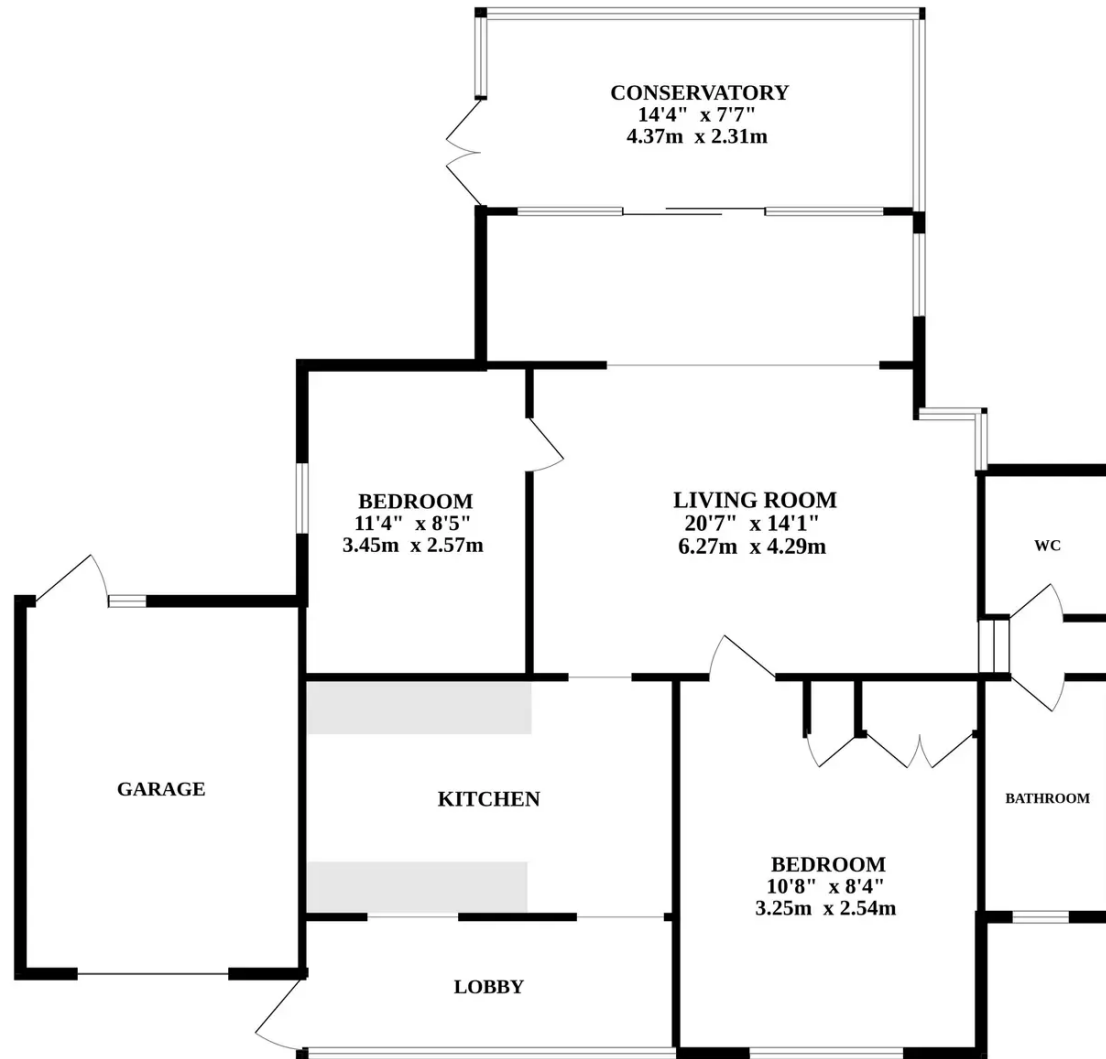 CONSERVATORY
14'4" x 7'7"
4.37m x 2.31m
BEDROOM
11'4" x 8'5"
3.45m x 2.57m
LIVING ROOM
20'7" x 14'1"
6.27m x 4.29m
WC
GARAGE
KITCHEN
BATHROOM
BEDROOM
10'8" x 8'4"
3.25m x 2.54m
LOBBY